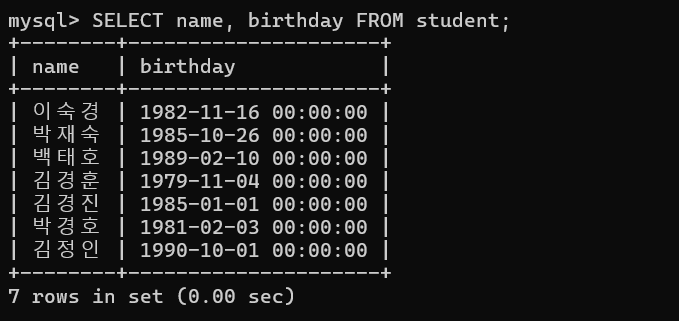 mysql> SELECT name, birthday FROM student;
+--------+---------------------+
| name   | birthday            |
+--------+---------------------+
| 이숙경 | 1982-11-16 00:00:00 |
| 박재숙 | 1985-10-26 00:00:00 |
| 백태호 | 1989-02-10 00:00:00 |
| 김경훈 | 1979-11-04 00:00:00 |
| 김경진 | 1985-01-01 00:00:00 |
| 박경호 | 1981-02-03 00:00:00 |
| 김정인 | 1990-10-01 00:00:00 |
+--------+---------------------+
7 rows in set (0.00 sec)